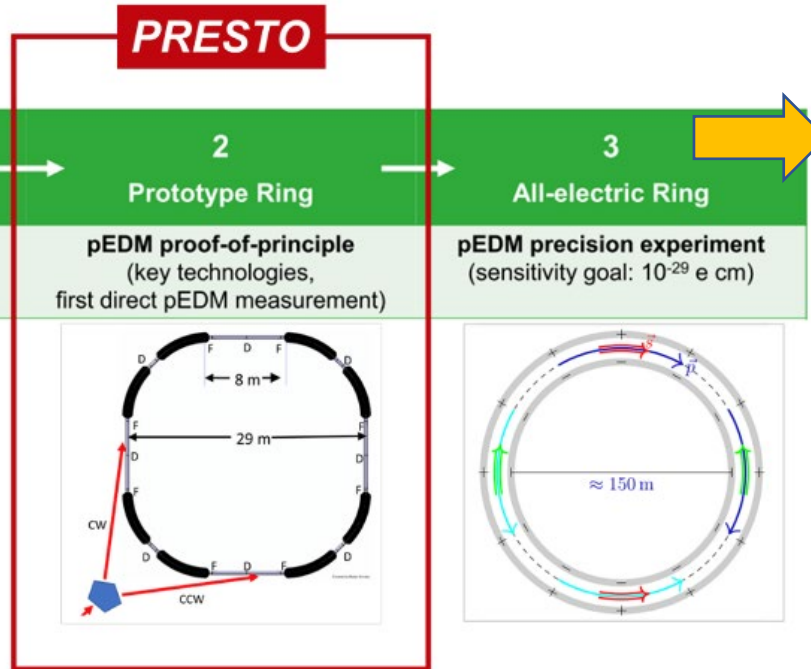 PRESTO
2
Prototype Ring
pEDM proof-of-principle
(key technologies,
first direct pEDM measurement)
F D F
D D
8 m
F F
29 m
D D
F F
CW
D D
F D F
CCW
3
All-electric Ring
pEDM precision experiment
(sensitivity goal: 10⁻²⁹ e cm)
+
s⃗
p⃗
≈ 150 m